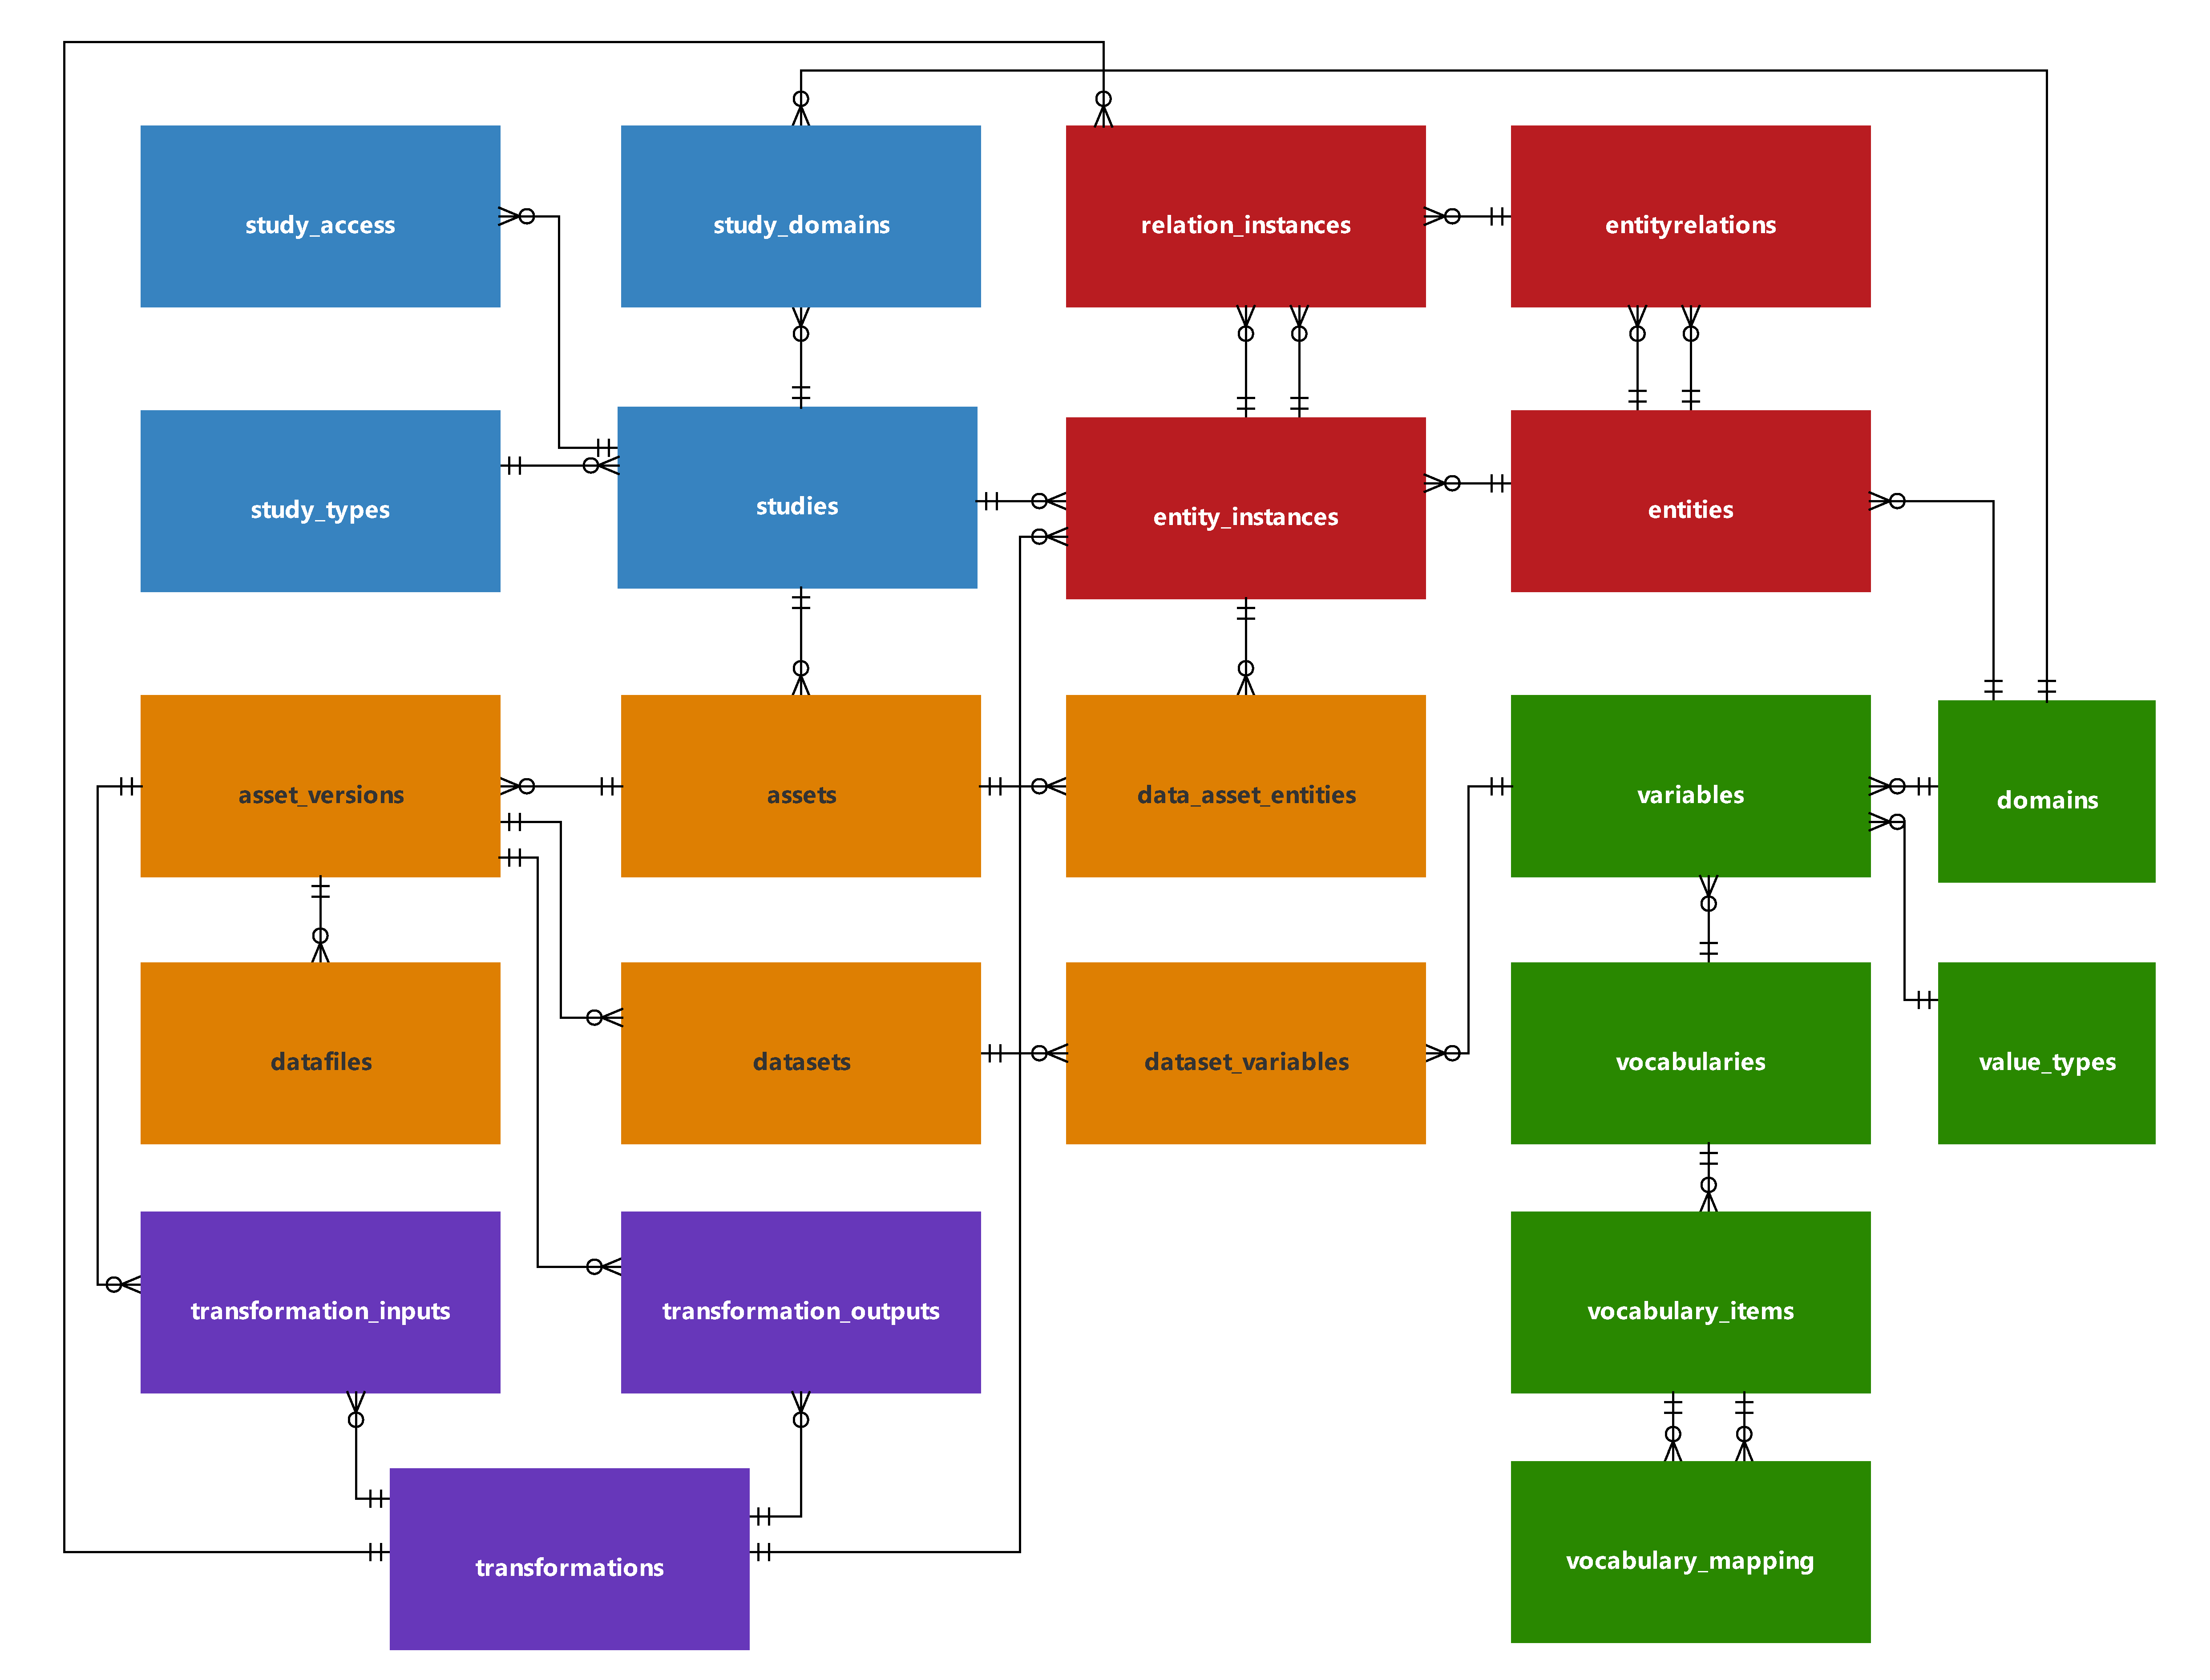 study_access
study_domains
relation_instances
entityrelations
study_types
studies
entity_instances
entities
asset_versions
assets
data_asset_entities
variables
domains
datafiles
datasets
dataset_variables
vocabularies
value_types
transformation_inputs
transformation_outputs
vocabulary_items
transformations
vocabulary_mapping